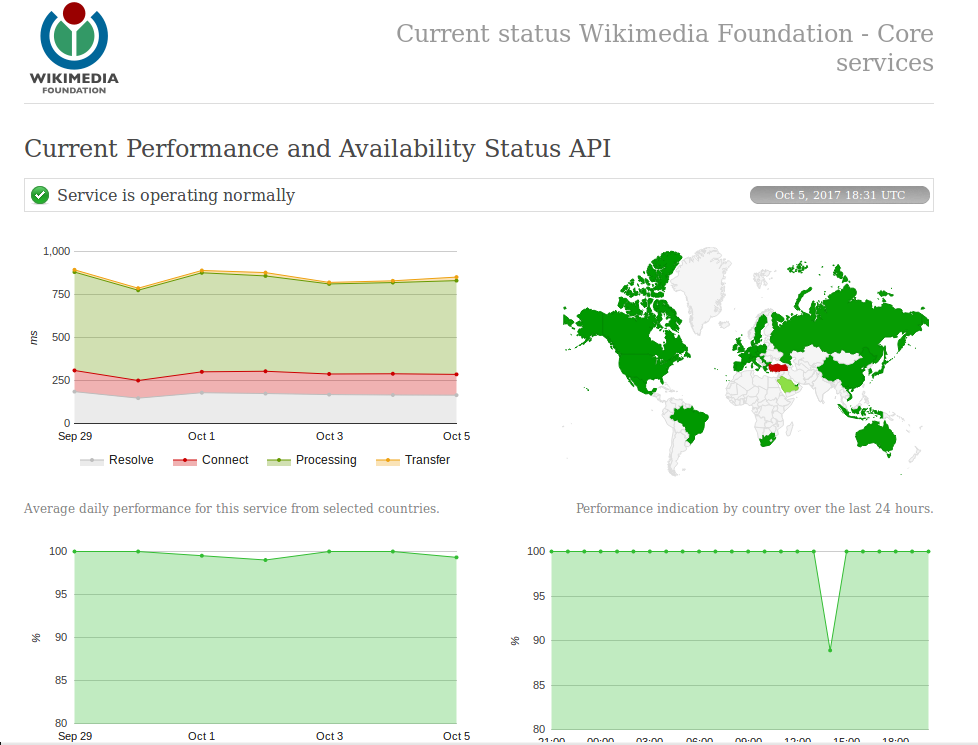 WIKIMEDIA
FOUNDATION
Current status Wikimedia Foundation - Core
services
Current Performance and Availability Status API
Service is operating normally
Oct 5, 2017 18:31 UTC
1,000
750
500
250
0
ms
Sep 29 Oct 1 Oct 3 Oct 5
Resolve Connect Processing Transfer
Average daily performance for this service from selected countries.
Performance indication by country over the last 24 hours.
100
95
90
85
80
%
Sep 29 Oct 1 Oct 3 Oct 5
100
95
90
85
80
%
21:00 00:00 03:00 06:00 09:00 12:00 15:00 18:00